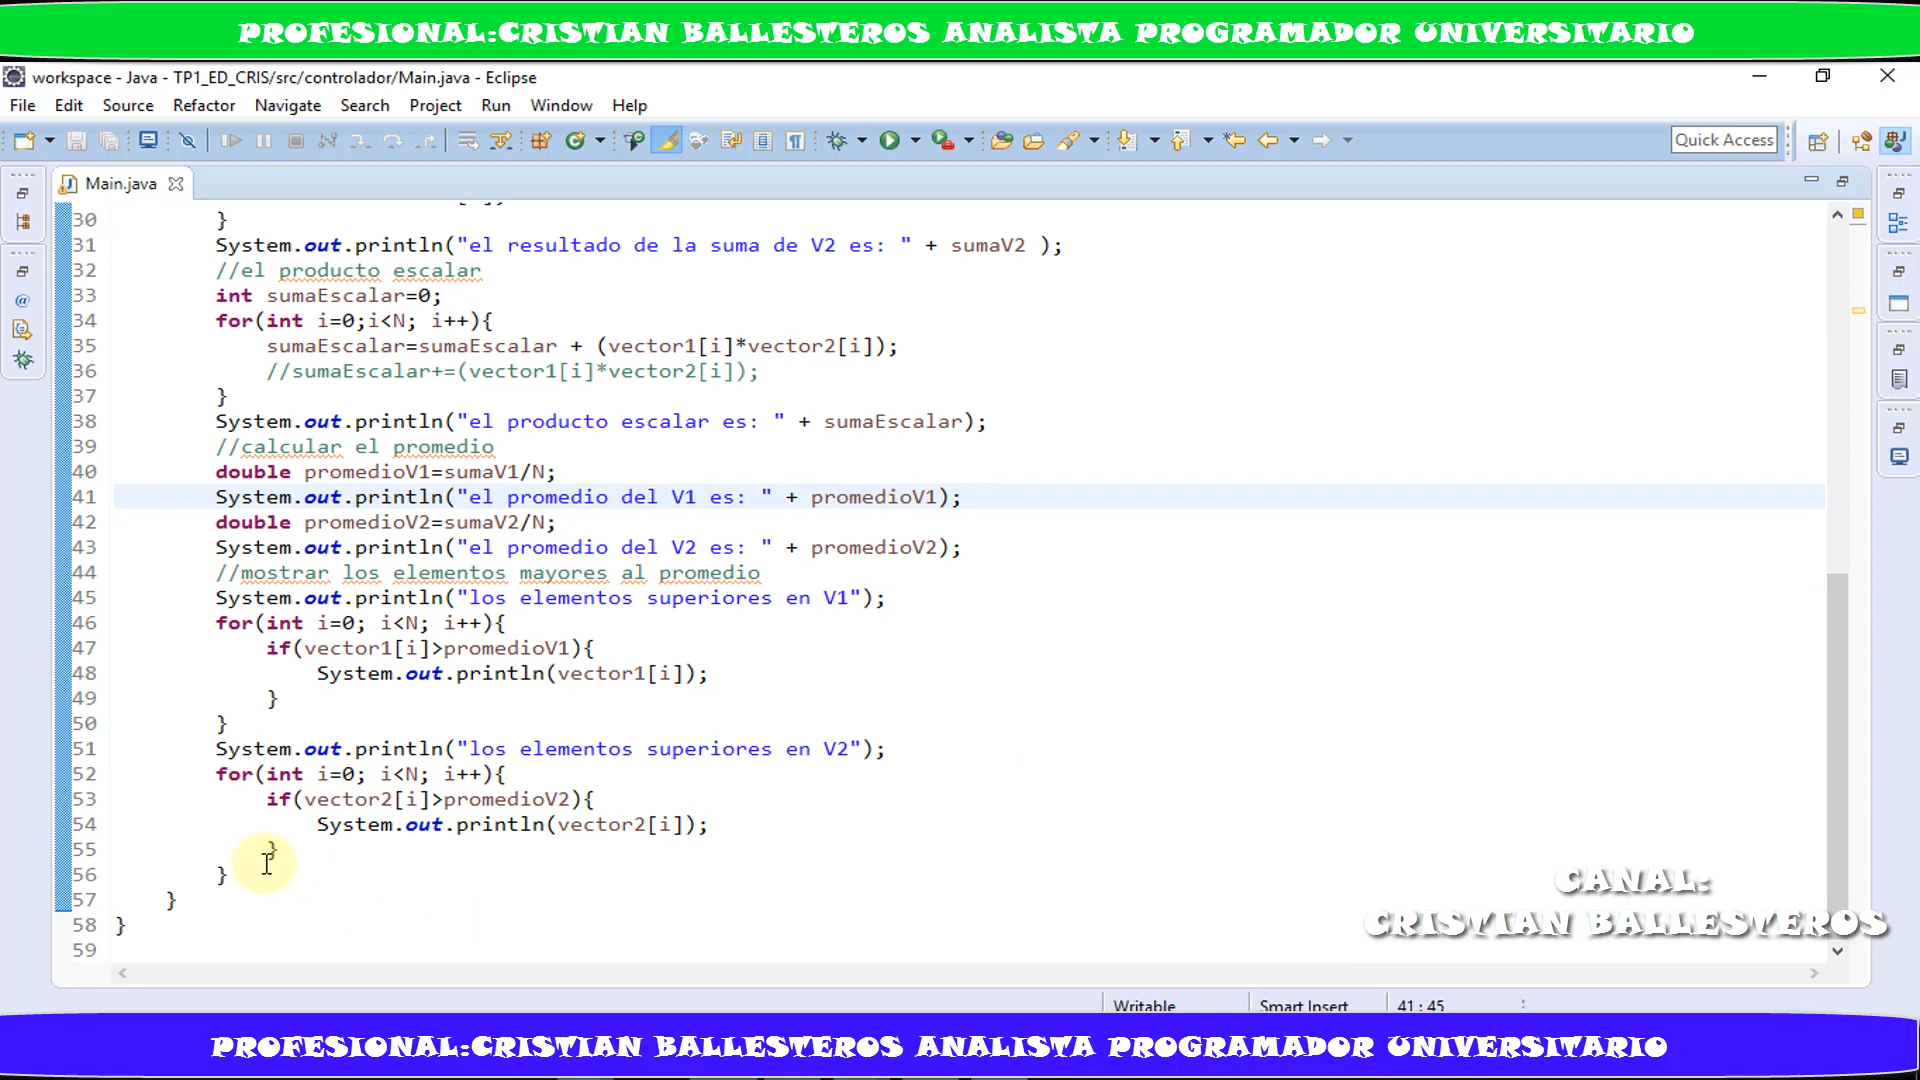 PROFESIONAL:CRISTIAN BALLESTEROS ANALISTA PROGRAMADOR UNIVERSITARIO
workspace - Java - TP1_ED_CRIS/src/controlador/Main.java - Eclipse
File Edit Source Refactor Navigate Search Project Run Window Help
Quick Access
Main.java
30 }
31 System.out.println("el resultado de la suma de V2 es: " + sumaV2 );
32 //el producto escalar
33 int sumaEscalar=0;
34 for(int i=0;i<N; i++){
35 sumaEscalar=sumaEscalar + (vector1[i]*vector2[i]);
36 //sumaEscalar+=(vector1[i]*vector2[i]);
37 }
38 System.out.println("el producto escalar es: " + sumaEscalar);
39 //calcular el promedio
40 double promedioV1=sumaV1/N;
41 System.out.println("el promedio del V1 es: " + promedioV1);
42 double promedioV2=sumaV2/N;
43 System.out.println("el promedio del V2 es: " + promedioV2);
44 //mostrar los elementos mayores al promedio
45 System.out.println("los elementos superiores en V1");
46 for(int i=0; i<N; i++){
47 if(vector1[i]>promedioV1){
48 System.out.println(vector1[i]);
49 }
50 }
51 System.out.println("los elementos superiores en V2");
52 for(int i=0; i<N; i++){
53 if(vector2[i]>promedioV2){
54 System.out.println(vector2[i]);
55 }
56 }
57 }
58 }
59
CANAL:
CRISTIAN BALLESTEROS
Writable Smart Insert 41 : 45
PROFESIONAL:CRISTIAN BALLESTEROS ANALISTA PROGRAMADOR UNIVERSITARIO